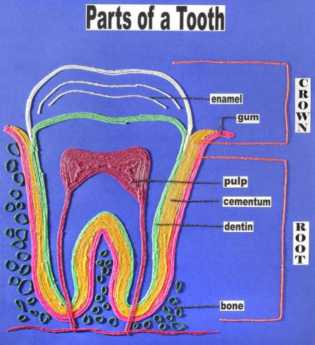 Parts of a Tooth
enamel
gum
CROWN
pulp
cementum
dentin
ROOT
bone